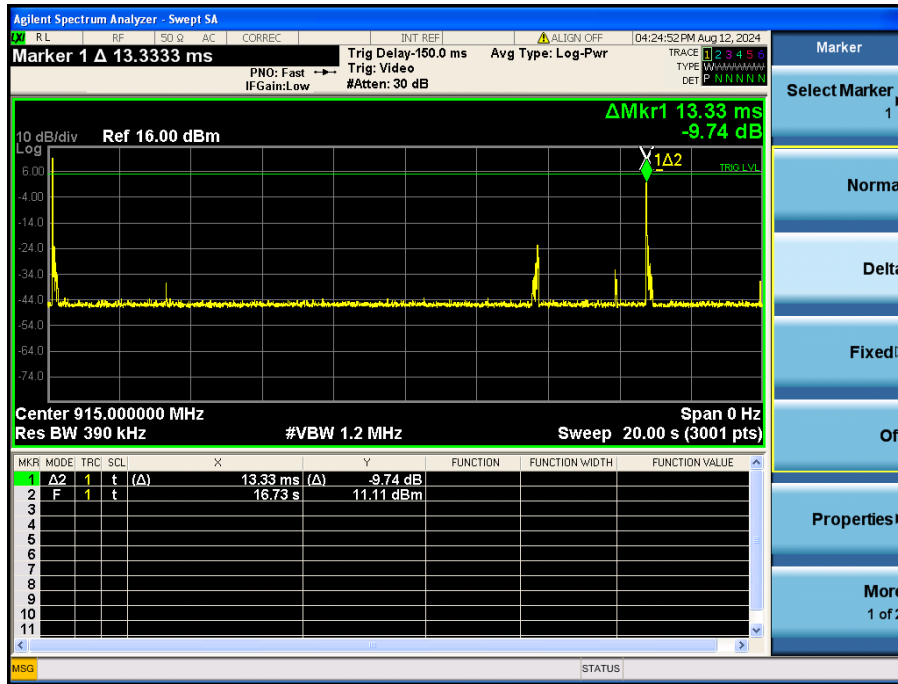 Agilent Spectrum Analyzer - Swept SA
LXI RL RF 50 Ω AC CORREC INT REF ALIGN OFF 04:24:52 PM Aug 12, 2024
Marker 1 Δ 13.3333 ms
Trig Delay-150.0 ms Avg Type: Log-Pwr
TRACE 1 2 3 4 5 6
PNO: Fast Trig: Video
TYPE WWWWWW
IFGain:Low #Atten: 30 dB
DET P N N N N N
ΔMkr1 13.33 ms
10 dB/div Ref 16.00 dBm -9.74 dB
Log
1Δ2
TRIG LVL
6.00
-4.00
-14.0
-24.0
-34.0
-44.0
-54.0
-64.0
-74.0
Center 915.000000 MHz Span 0 Hz
Res BW 390 kHz #VBW 1.2 MHz Sweep 20.00 s (3001 pts)
MKR MODE TRC SCL X Y FUNCTION FUNCTION WIDTH FUNCTION VALUE
1 Δ2 1 t (Δ) 13.33 ms (Δ) -9.74 dB
2 F 1 t 16.73 s 11.11 dBm
3
4
5
6
7
8
9
10
11
MSG STATUS
Marker
Select Marker
1
Norma
Delta
Fixed
Of
Properties
More
1 of 2